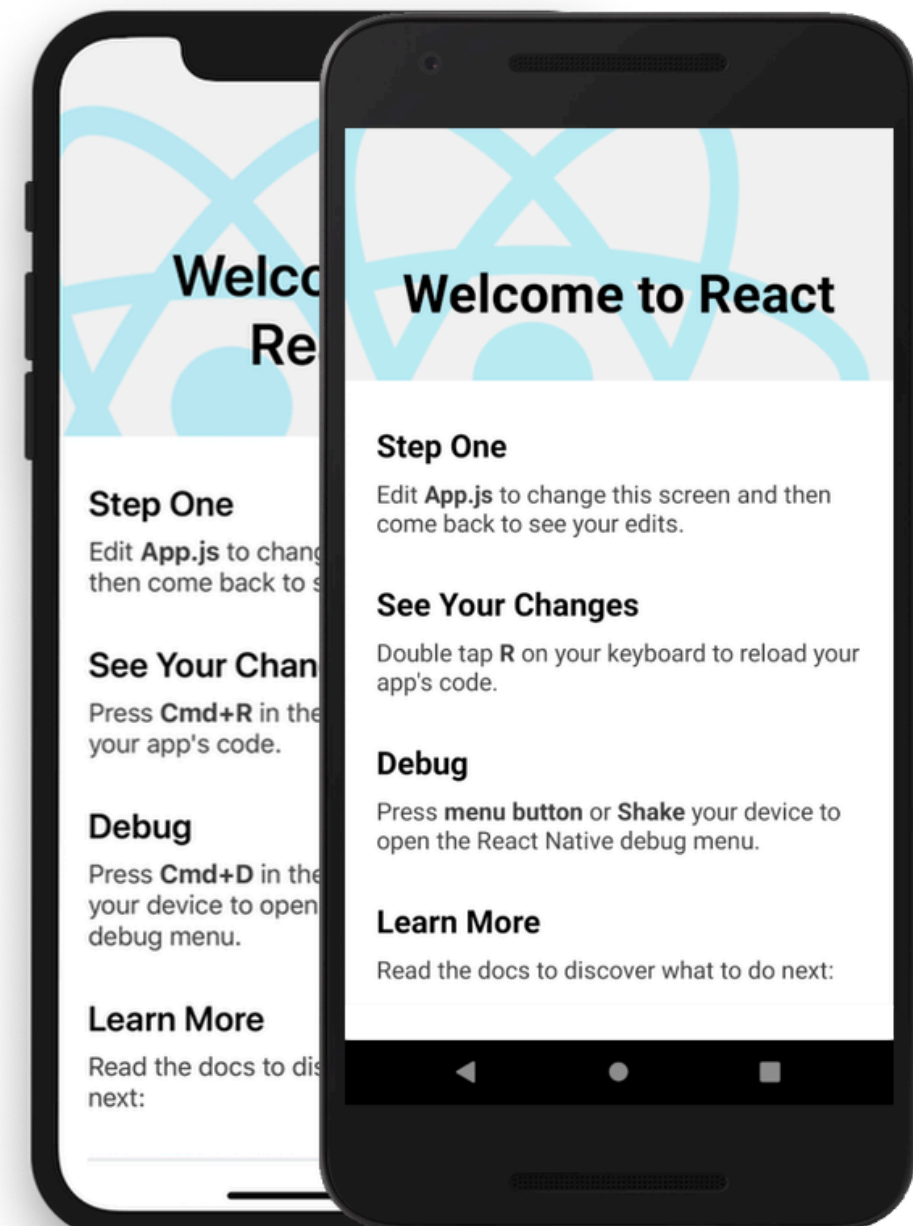 Welco
Re
Step One
Edit App.js to chang
then come back to s
See Your Chan
Press Cmd+R in the
your app's code.
Debug
Press Cmd+D in the
your device to open
debug menu.
Learn More
Read the docs to dis
next:
Welcome to React
Step One
Edit App.js to change this screen and then
come back to see your edits.
See Your Changes
Double tap R on your keyboard to reload your
app's code.
Debug
Press menu button or Shake your device to
open the React Native debug menu.
Learn More
Read the docs to discover what to do next: